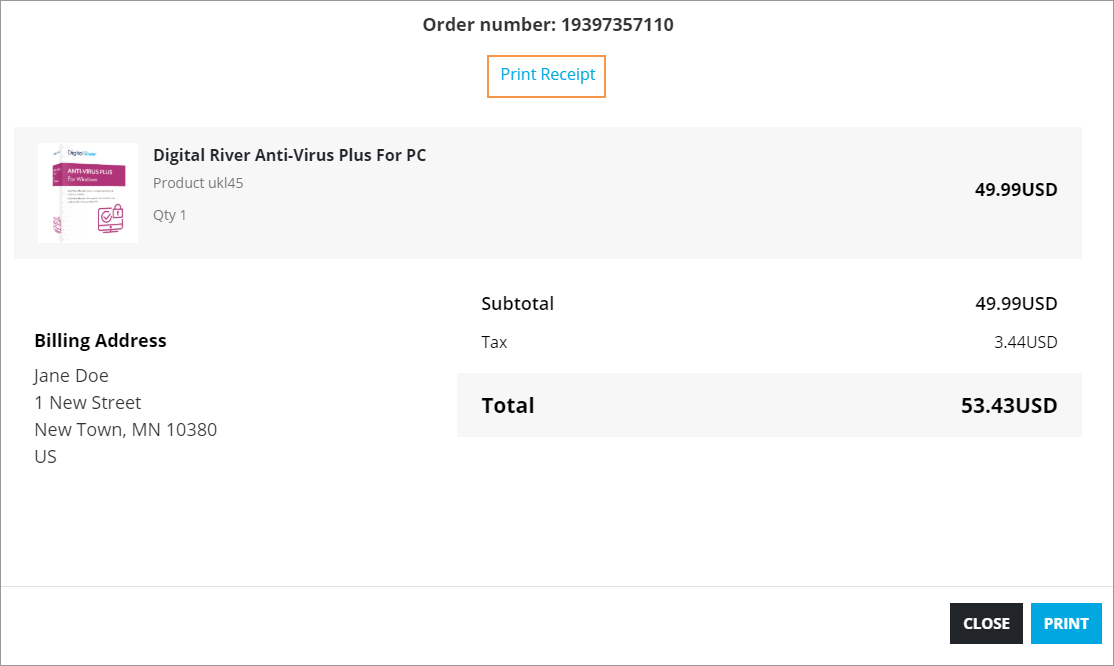 Order number: 19397357110
Print Receipt
DigitalRiver
ANTI-VIRUS PLUS
For Windows
Digital River Anti-Virus Plus For PC
Product ukl45
Qty 1
49.99USD
Subtotal 49.99USD
Tax 3.44USD
Total 53.43USD
Billing Address
Jane Doe
1 New Street
New Town, MN 10380
US
CLOSE PRINT